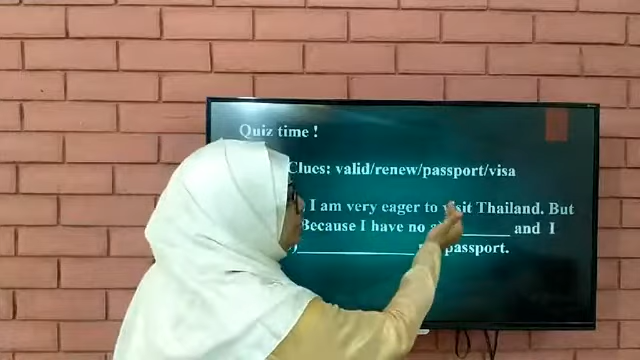 Quiz time !
Clues: valid/renew/passport/visa
I am very eager to visit Thailand. But
Because I have no _______ and I
)______________ passport.